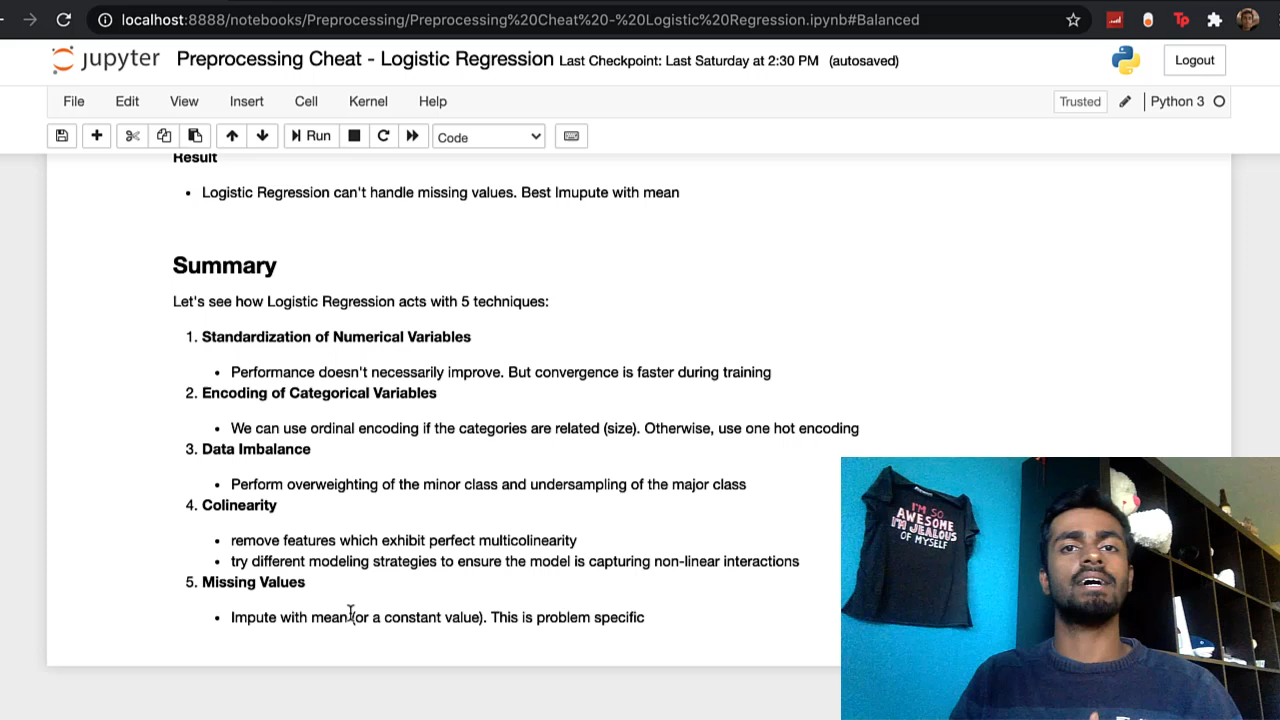 localhost:8888/notebooks/Preprocessing/Preprocessing%20Cheat%20-%20Logistic%20Regression.ipynb#Balanced
Tp
jupyter Preprocessing Cheat - Logistic Regression Last Checkpoint: Last Saturday at 2:30 PM (autosaved)
Logout
File Edit View Insert Cell Kernel Help
Trusted Python 3
Run Code
Result
• Logistic Regression can't handle missing values. Best Imupute with mean
Summary
Let's see how Logistic Regression acts with 5 techniques:
1. Standardization of Numerical Variables
• Performance doesn't necessarily improve. But convergence is faster during training
2. Encoding of Categorical Variables
• We can use ordinal encoding if the categories are related (size). Otherwise, use one hot encoding
3. Data Imbalance
• Perform overweighting of the minor class and undersampling of the major class
4. Colinearity
• remove features which exhibit perfect multicolinearity
• try different modeling strategies to ensure the model is capturing non-linear interactions
5. Missing Values
• Impute with mean (or a constant value). This is problem specific
I'M SO
AWESOME
I'M JEALOUS
OF MYSELF